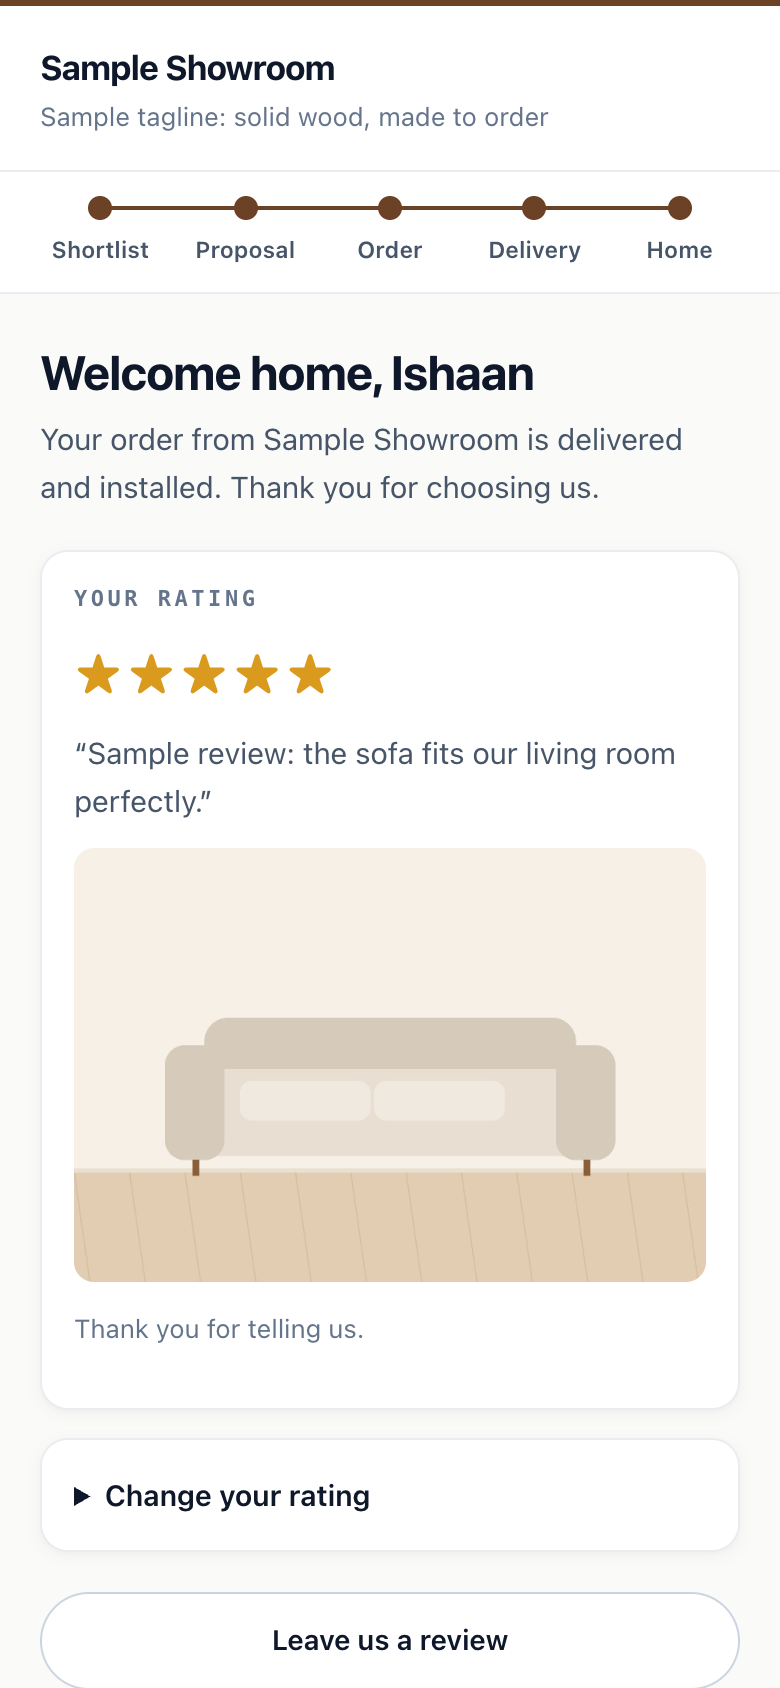 Sample Showroom
Sample tagline: solid wood, made to order
Shortlist Proposal Order Delivery Home
Welcome home, Ishaan
Your order from Sample Showroom is delivered
and installed. Thank you for choosing us.
YOUR RATING
“Sample review: the sofa fits our living room
perfectly.”
Thank you for telling us.
Change your rating
Leave us a review